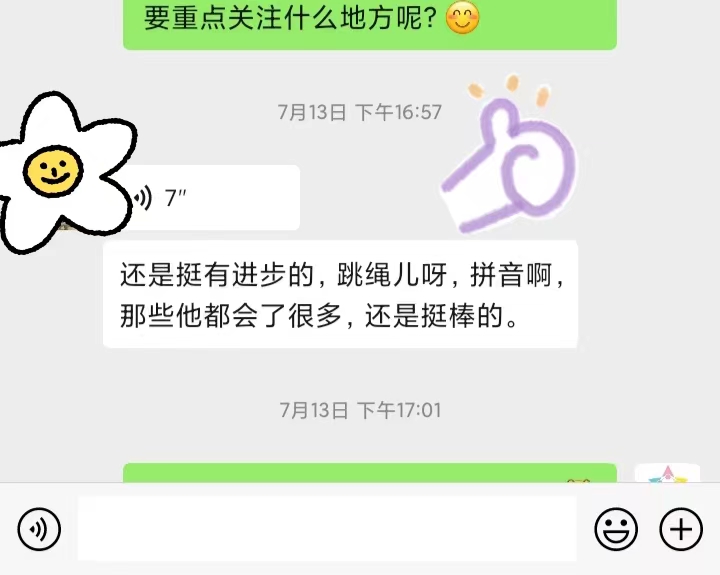 要重点关注什么地方呢?😊
7月13日 下午16:57
7"
还是挺有进步的,跳绳儿呀,拼音啊,
那些他都会了很多,还是挺棒的。
7月13日 下午17:01